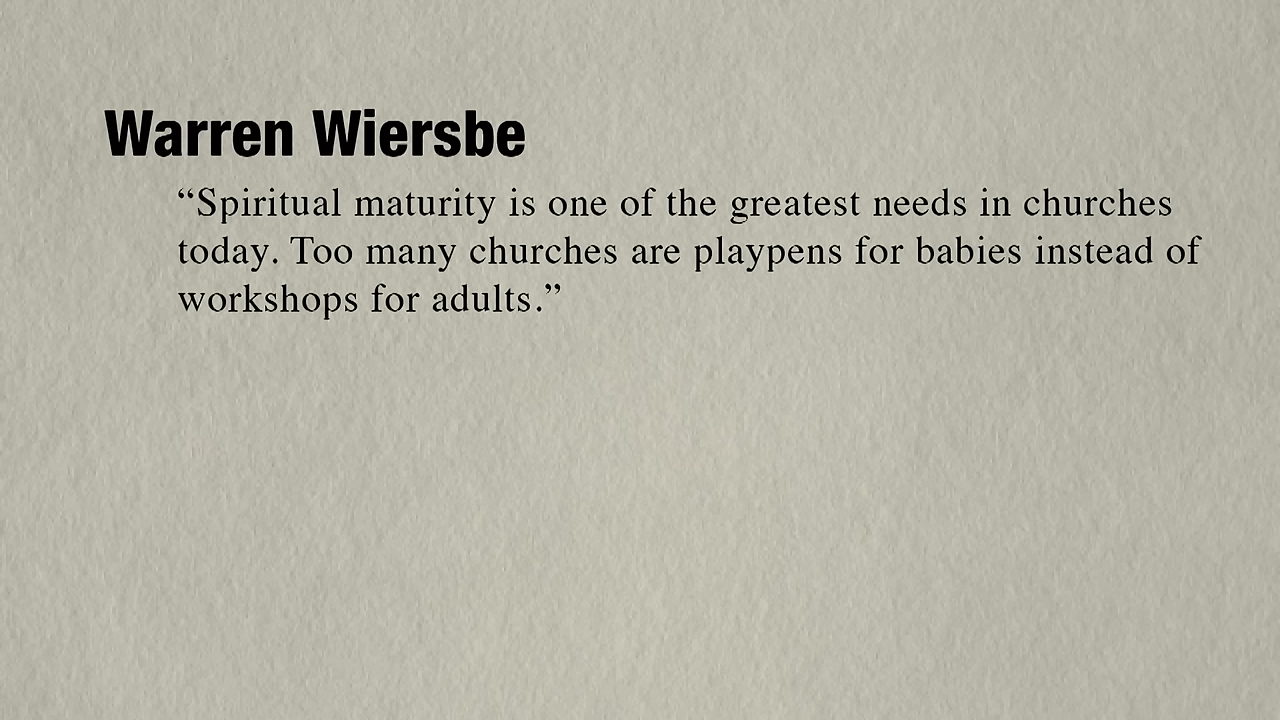 Warren Wiersbe
“Spiritual maturity is one of the greatest needs in churches
today. Too many churches are playpens for babies instead of
workshops for adults.”